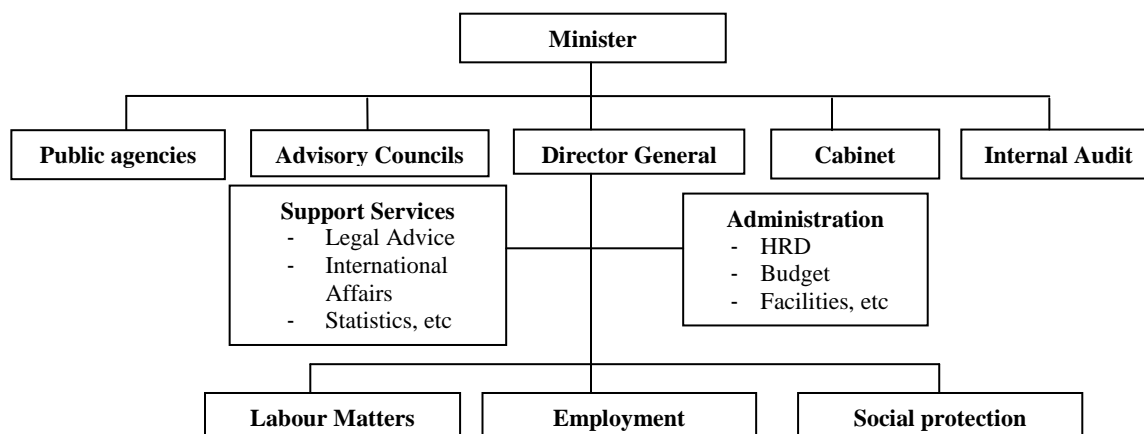 Minister
Public agencies
Advisory Councils
Director General
Cabinet
Internal Audit
Support Services
- Legal Advice
- International
Affairs
- Statistics, etc
Administration
- HRD
- Budget
- Facilities, etc
Labour Matters
Employment
Social protection